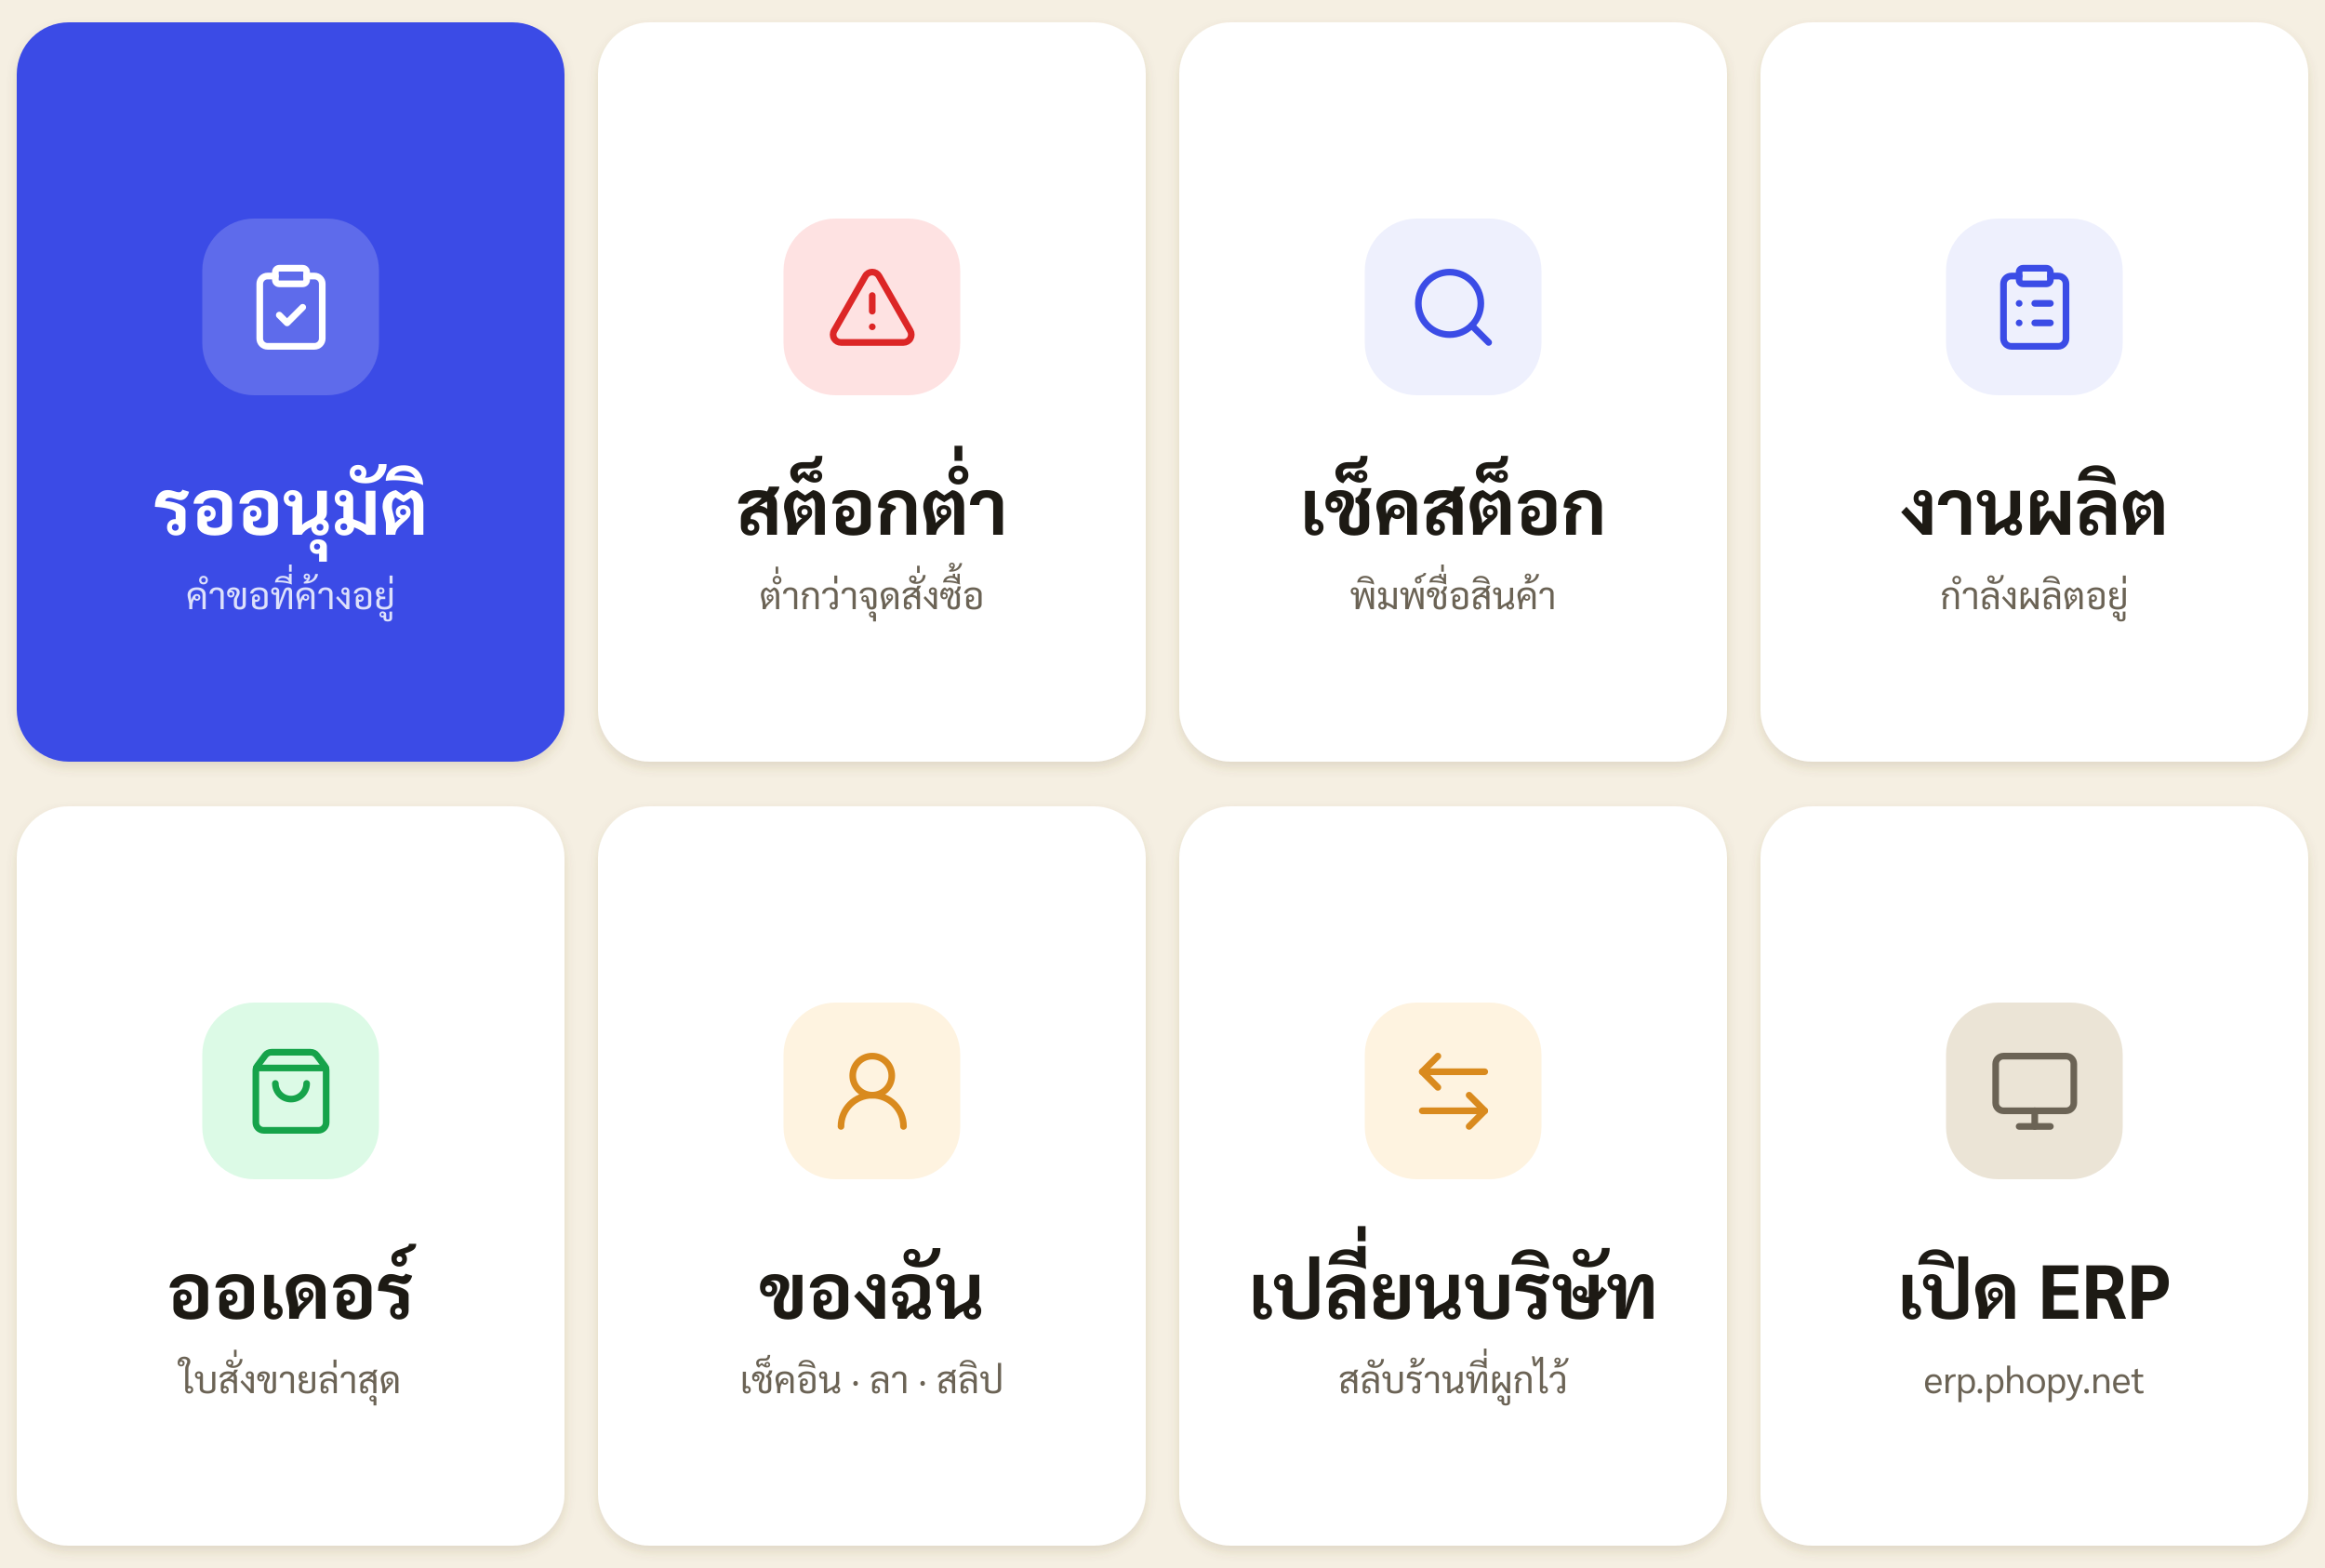 รออนุมัติ
คำขอที่ค้างอยู่
สต็อกต่ำ
ต่ำกว่าจุดสั่งซื้อ
เช็คสต็อก
พิมพ์ชื่อสินค้า
งานผลิต
กำลังผลิตอยู่
ออเดอร์
ใบสั่งขายล่าสุด
ของฉัน
เช็คอิน · ลา · สลิป
เปลี่ยนบริษัท
สลับร้านที่ผูกไว้
เปิด ERP
erp.phopy.net